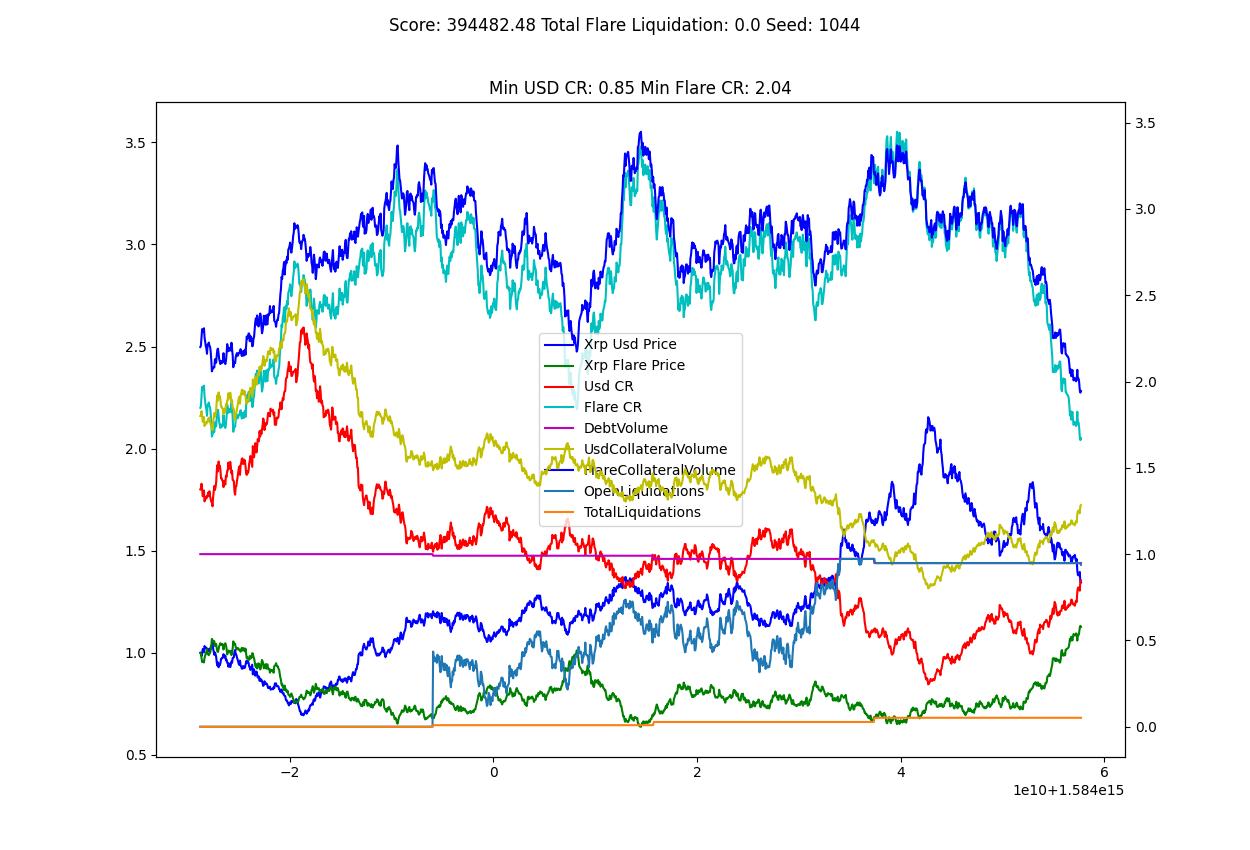 Score: 394482.48 Total Flare Liquidation: 0.0 Seed: 1044
Min USD CR: 0.85 Min Flare CR: 2.04
3.5
3.0
2.5
2.0
1.5
1.0
0.5
3.5
3.0
2.5
2.0
1.5
1.0
0.5
0.0
Xrp Usd Price
Xrp Flare Price
Usd CR
Flare CR
DebtVolume
UsdCollateralVolume
FlareCollateralVolume
OpenLiquidations
TotalLiquidations
−2 0 2 4 6
1e10+1.584e15